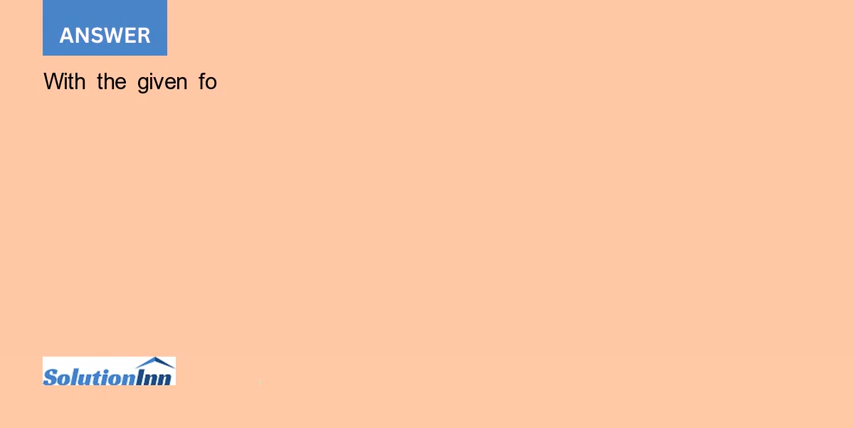 ANSWER
With the given fo
SolutionInn